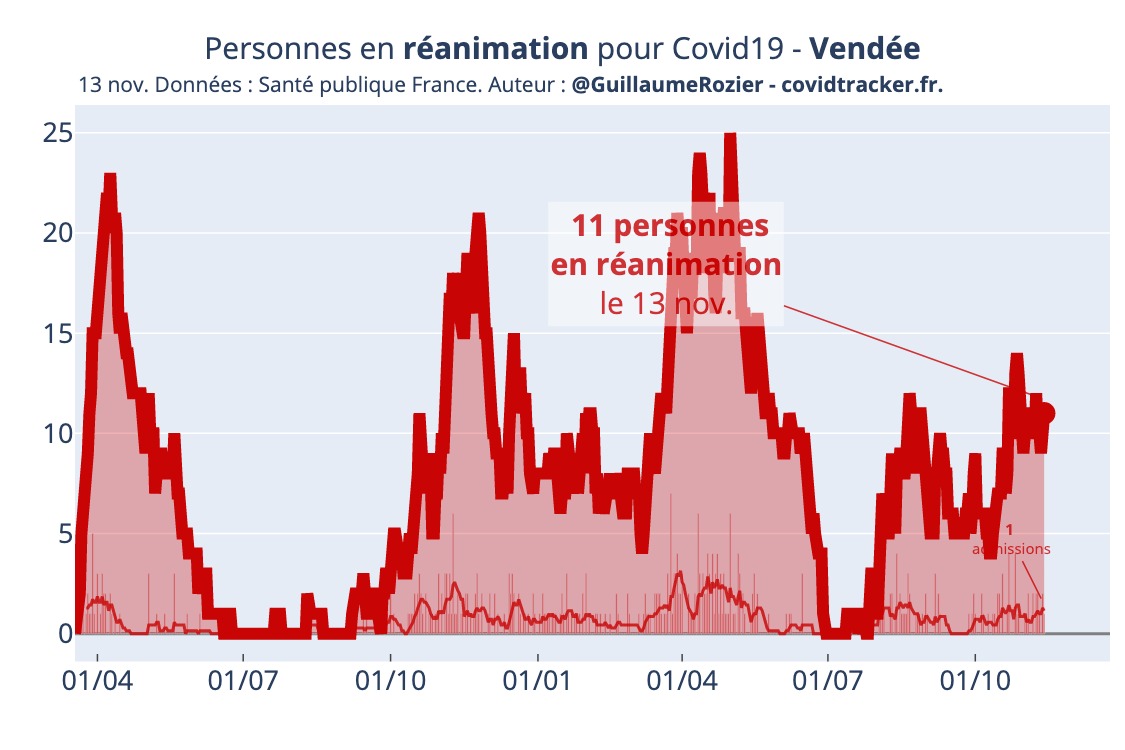 Personnes en réanimation pour Covid19 - Vendée
13 nov. Données : Santé publique France. Auteur : @GuillaumeRozier - covidtracker.fr.
25
20
15
10
5
0
11 personnes
en réanimation
le 13 nov.
1
admissions
01/04
01/07
01/10
01/01
01/04
01/07
01/10